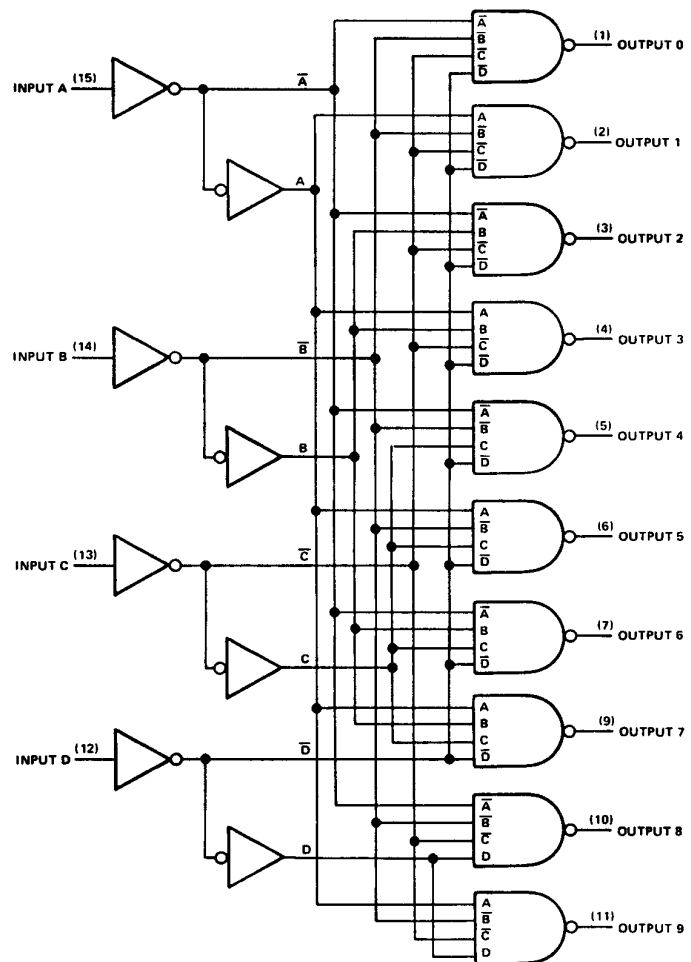 A̅
B̅
C̅
D̅
(1)
OUTPUT 0
INPUT A
(15)
A̅
A
B̅
C̅
D̅
(2)
OUTPUT 1
A
A̅
B
C̅
D̅
(3)
OUTPUT 2
A
B
C̅
D̅
(4)
OUTPUT 3
INPUT B
(14)
B̅
A̅
B̅
C
D̅
(5)
OUTPUT 4
B
A
B̅
C
D̅
(6)
OUTPUT 5
INPUT C
(13)
C̅
A̅
B
C
D̅
(7)
OUTPUT 6
C
A
B
C
D̅
(9)
OUTPUT 7
INPUT D
(12)
D̅
A̅
B̅
C̅
D
(10)
OUTPUT 8
D
A
B̅
C̅
D
(11)
OUTPUT 9